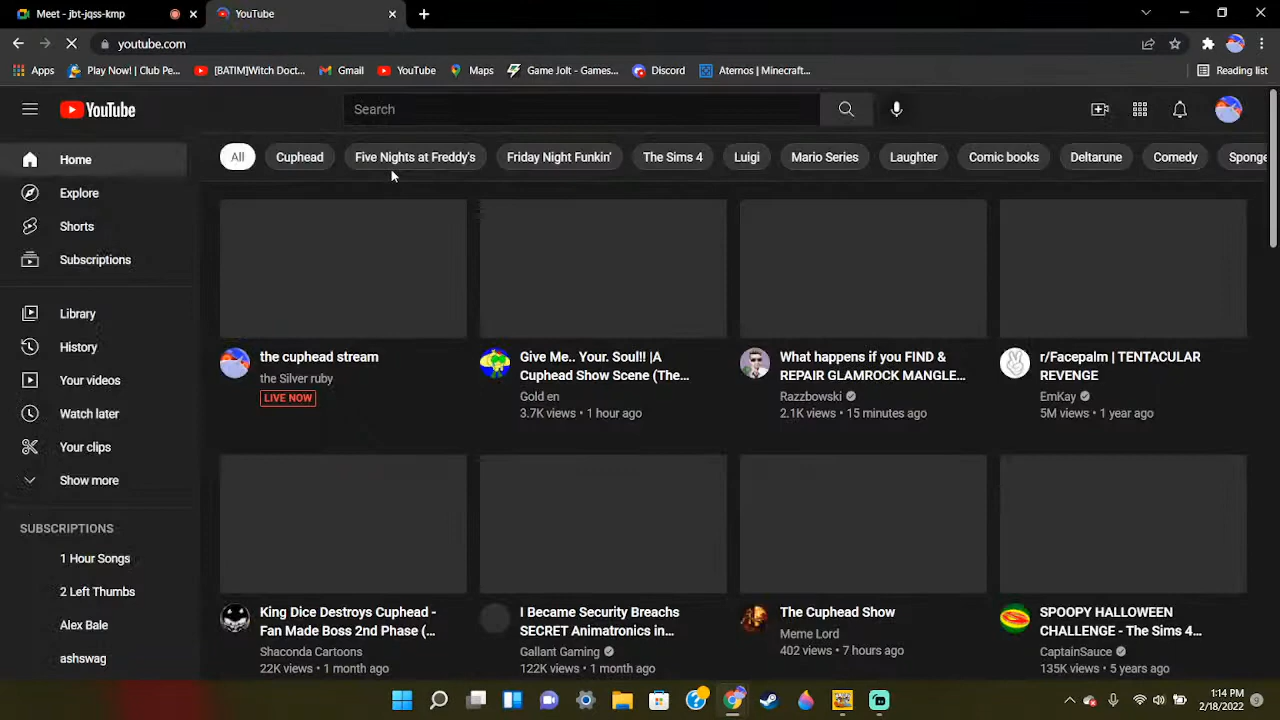 Meet - jbt-jqss-kmp
YouTube
youtube.com
Apps
Play Now! | Club Pe...
[BATIM]Witch Doct...
Gmail
YouTube
Maps
Game Jolt - Games...
Discord
Aternos | Minecraft...
Reading list
YouTube
Search
All
Cuphead
Five Nights at Freddy's
Friday Night Funkin'
The Sims 4
Luigi
Mario Series
Laughter
Comic books
Deltarune
Comedy
Sponge
Home
Explore
Shorts
Subscriptions
Library
History
Your videos
Watch later
Your clips
Show more
SUBSCRIPTIONS
1 Hour Songs
2 Left Thumbs
Alex Bale
ashswag
the cuphead stream
the Silver ruby
LIVE NOW
Give Me.. Your. Soul!! |A
Cuphead Show Scene (The...
Gold en
3.7K views • 1 hour ago
What happens if you FIND &
REPAIR GLAMROCK MANGLE...
Razzbowski
2.1K views • 15 minutes ago
r/Facepalm | TENTACULAR
REVENGE
EmKay
5M views • 1 year ago
King Dice Destroys Cuphead -
Fan Made Boss 2nd Phase (...
Shaconda Cartoons
22K views • 1 month ago
I Became Security Breachs
SECRET Animatronics in...
Gallant Gaming
122K views • 1 month ago
The Cuphead Show
Meme Lord
402 views • 7 hours ago
SPOOPY HALLOWEEN
CHALLENGE - The Sims 4...
CaptainSauce
135K views • 5 years ago
1:14 PM
2/18/2022